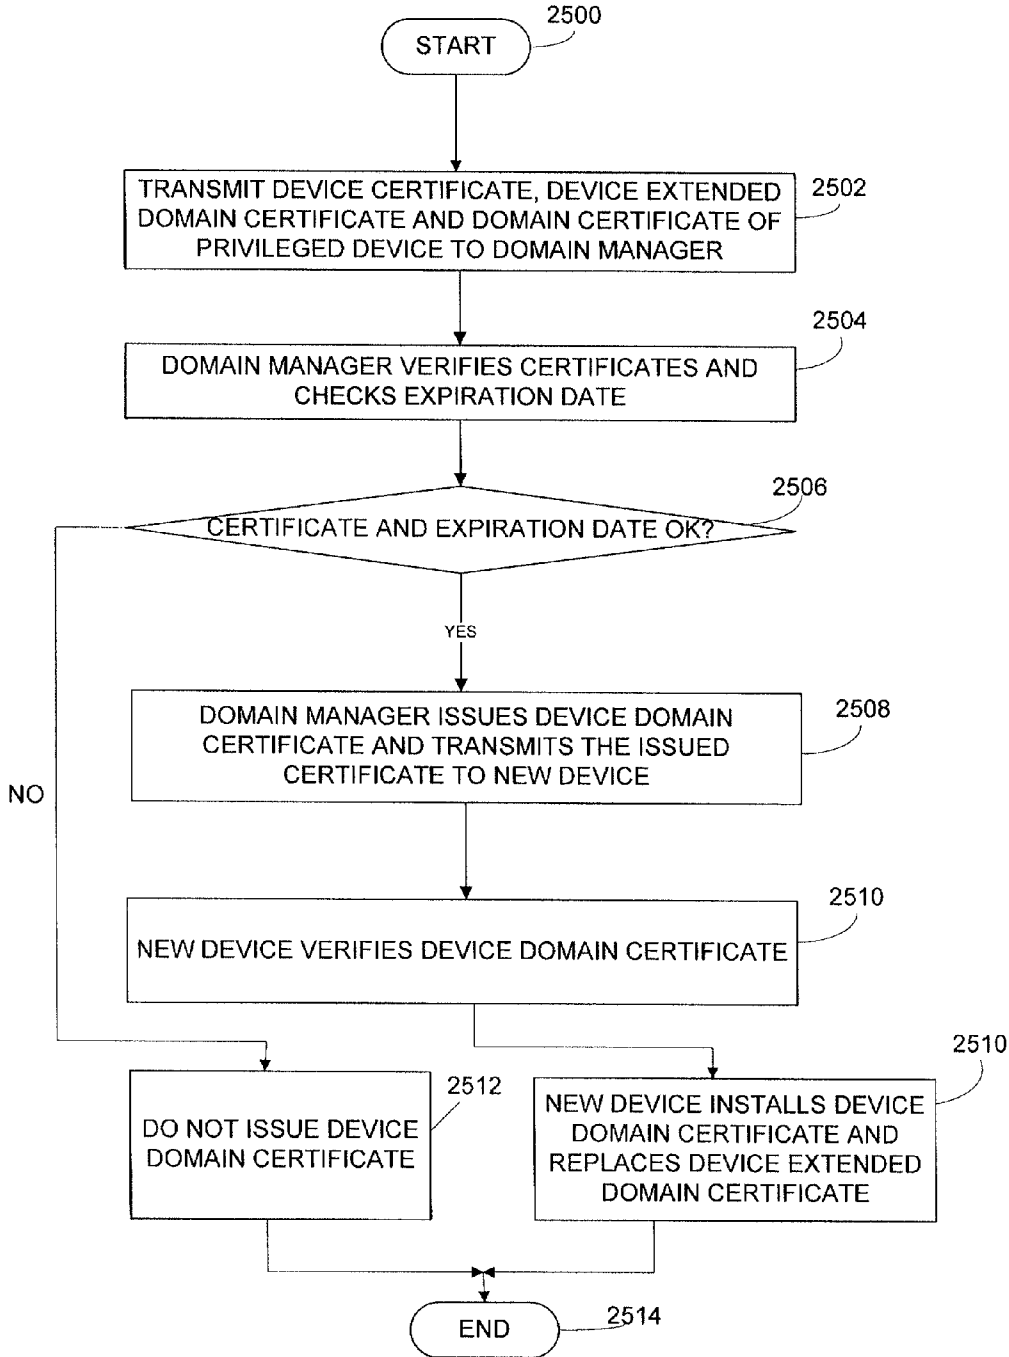 2500
START
2502
TRANSMIT DEVICE CERTIFICATE, DEVICE EXTENDED
DOMAIN CERTIFICATE AND DOMAIN CERTIFICATE OF
PRIVILEGED DEVICE TO DOMAIN MANAGER
2504
DOMAIN MANAGER VERIFIES CERTIFICATES AND
CHECKS EXPIRATION DATE
2506
CERTIFICATE AND EXPIRATION DATE OK?
YES
2508
DOMAIN MANAGER ISSUES DEVICE DOMAIN
CERTIFICATE AND TRANSMITS THE ISSUED
CERTIFICATE TO NEW DEVICE
NO
2510
NEW DEVICE VERIFIES DEVICE DOMAIN CERTIFICATE
2512
DO NOT ISSUE DEVICE
DOMAIN CERTIFICATE
2510
NEW DEVICE INSTALLS DEVICE
DOMAIN CERTIFICATE AND
REPLACES DEVICE EXTENDED
DOMAIN CERTIFICATE
END
2514